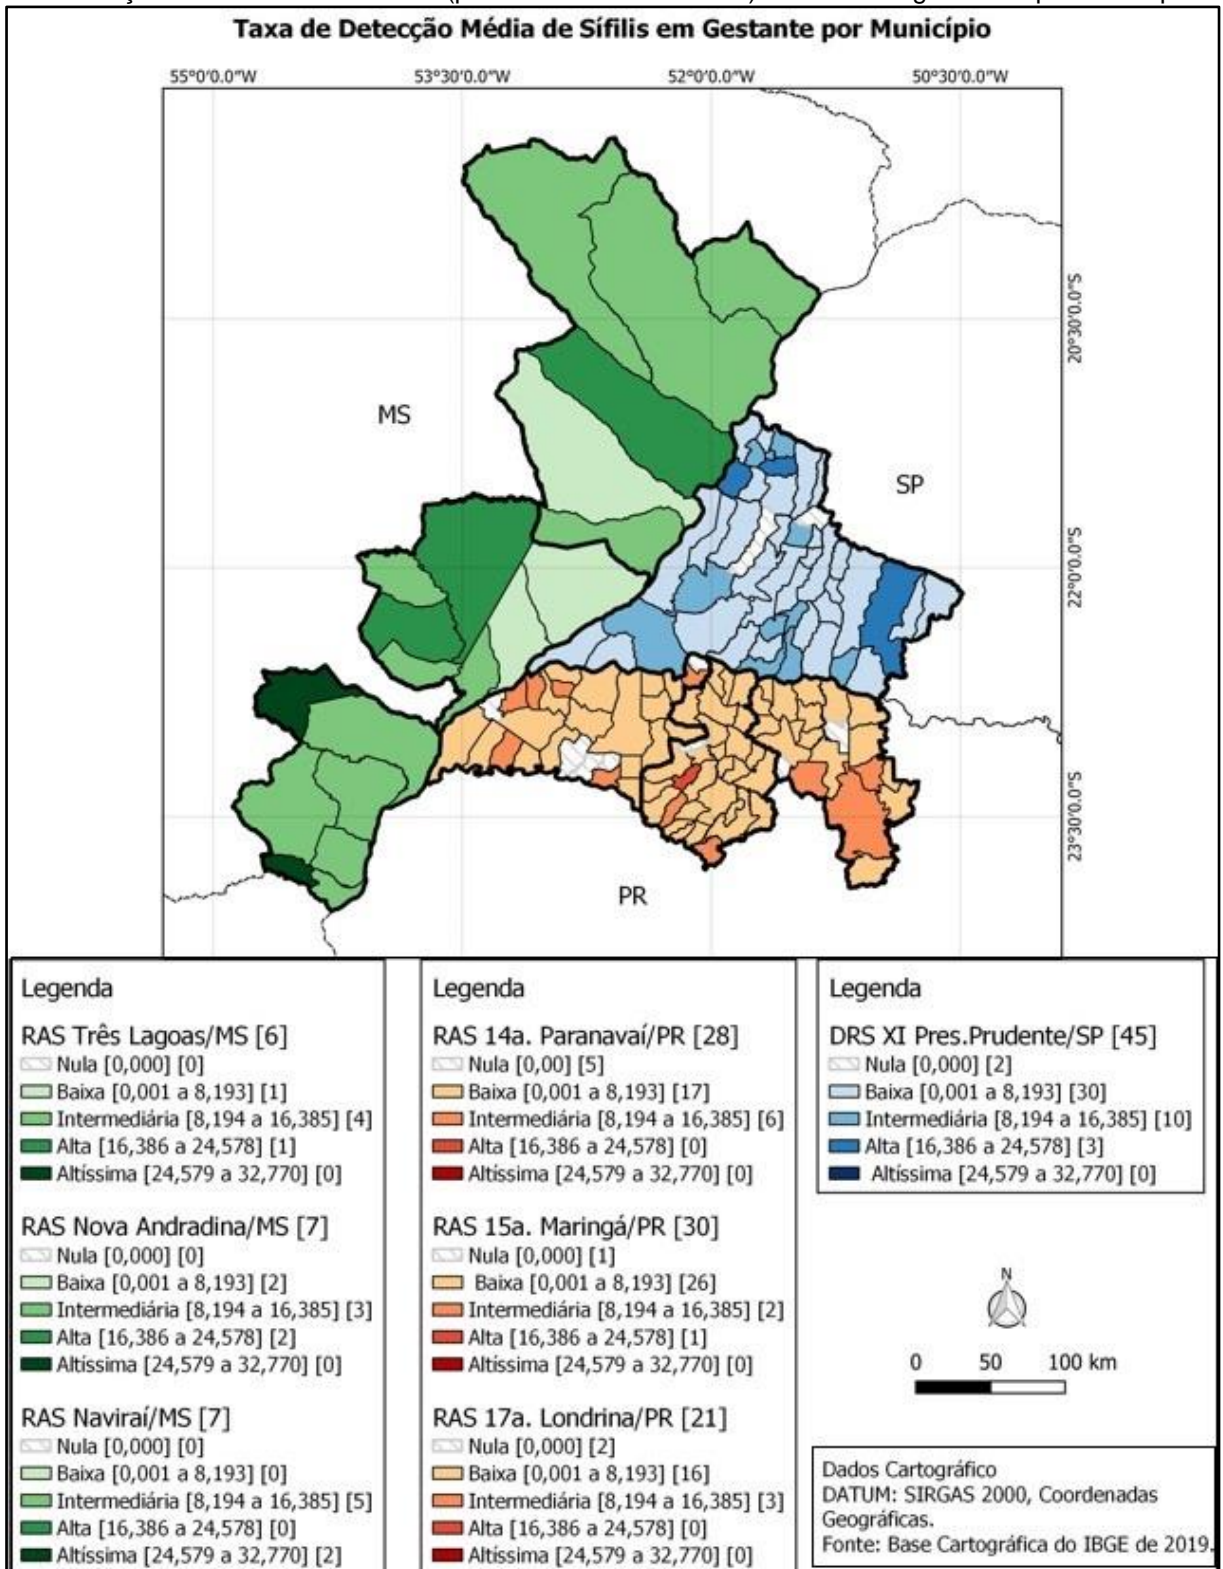 Taxa de Detecção Média de Sífilis em Gestante por Município
55°0'0.0"W 53°30'0.0"W 52°0'0.0"W 50°30'0.0"W
20°30'0.0"S
MS
SP
22°0'0.0"S
23°30'0.0"S
PR
Legenda
RAS Três Lagoas/MS [6]
Nula [0,000] [0]
Baixa [0,001 a 8,193] [1]
Intermediária [8,194 a 16,385] [4]
Alta [16,386 a 24,578] [1]
Altíssima [24,579 a 32,770] [0]
RAS Nova Andradina/MS [7]
Nula [0,000] [0]
Baixa [0,001 a 8,193] [2]
Intermediária [8,194 a 16,385] [3]
Alta [16,386 a 24,578] [2]
Altíssima [24,579 a 32,770] [0]
RAS Naviraí/MS [7]
Nula [0,000] [0]
Baixa [0,001 a 8,193] [0]
Intermediária [8,194 a 16,385] [5]
Alta [16,386 a 24,578] [0]
Altíssima [24,579 a 32,770] [2]
Legenda
RAS 14a. Paranavaí/PR [28]
Nula [0,00] [5]
Baixa [0,001 a 8,193] [17]
Intermediária [8,194 a 16,385] [6]
Alta [16,386 a 24,578] [0]
Altíssima [24,579 a 32,770] [0]
RAS 15a. Maringá/PR [30]
Nula [0,000] [1]
Baixa [0,001 a 8,193] [26]
Intermediária [8,194 a 16,385] [2]
Alta [16,386 a 24,578] [1]
Altíssima [24,579 a 32,770] [0]
RAS 17a. Londrina/PR [21]
Nula [0,000] [2]
Baixa [0,001 a 8,193] [16]
Intermediária [8,194 a 16,385] [3]
Alta [16,386 a 24,578] [0]
Altíssima [24,579 a 32,770] [0]
Legenda
DRS XI Pres.Prudente/SP [45]
Nula [0,000] [2]
Baixa [0,001 a 8,193] [30]
Intermediária [8,194 a 16,385] [10]
Alta [16,386 a 24,578] [3]
Altíssima [24,579 a 32,770] [0]
N
0 50 100 km
Dados Cartográfico
DATUM: SIRGAS 2000, Coordenadas
Geográficas.
Fonte: Base Cartográfica do IBGE de 2019.